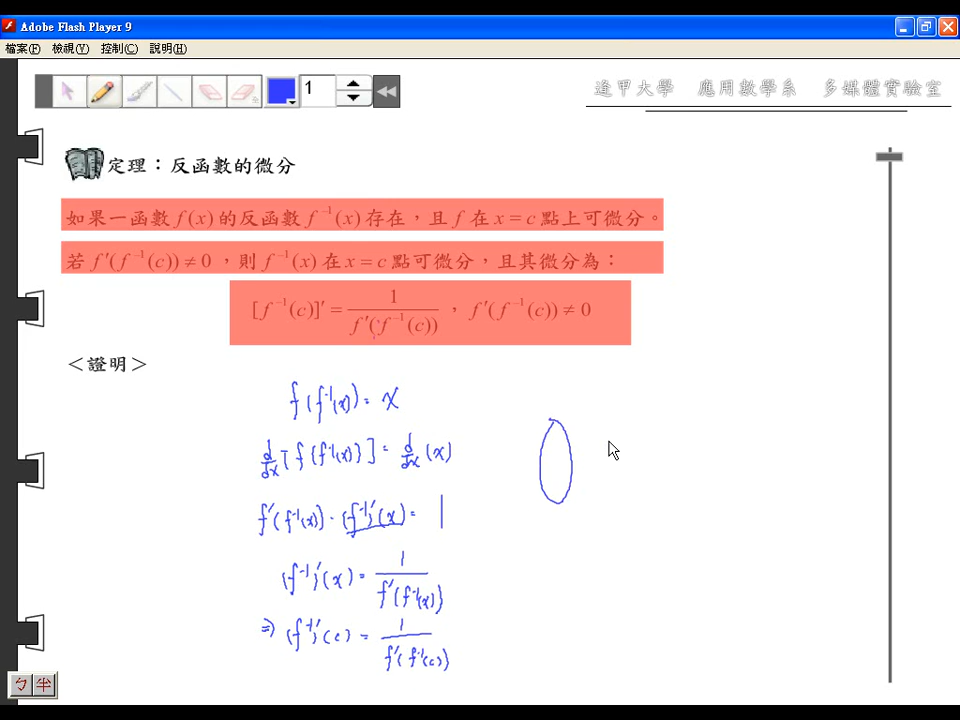 Adobe Flash Player 9
檔案(F) 檢視(V) 控制(C) 說明(H)
1
逢甲大學 應用數學系 多媒體實驗室
定理：反函數的微分
如果一函數 f(x) 的反函數 f⁻¹(x) 存在，且 f 在 x = c 點上可微分。
若 f′(f⁻¹(c)) ≠ 0 ，則 f⁻¹(x) 在 x = c 點可微分，且其微分為：
[f⁻¹(c)]′ = 1 / f′(f⁻¹(c)) ， f′(f⁻¹(c)) ≠ 0
＜證明＞
f(f⁻¹(x)) = x
d/dx [f(f⁻¹(x))] = d/dx (x)
f′(f⁻¹(x)) · (f⁻¹)′(x) = 1
(f⁻¹)′(x) = 1 / f′(f⁻¹(x))
⇒ (f⁻¹)′(c) = 1 / f′(f⁻¹(c))
ㄅ 半